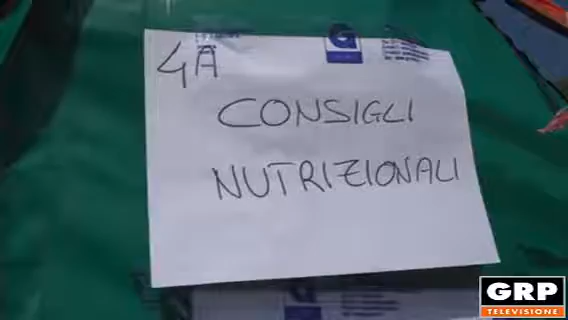 4A
CONSIGLI
NUTRIZIONALI
GRP
TELEVISIONE